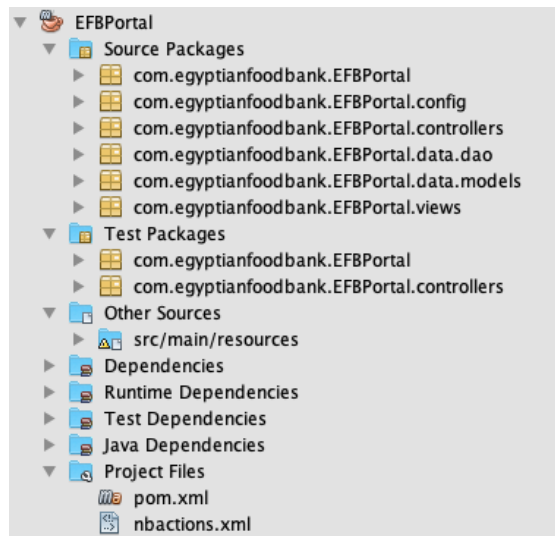 EFBPortal
Source Packages
com.egyptianfoodbank.EFBPortal
com.egyptianfoodbank.EFBPortal.config
com.egyptianfoodbank.EFBPortal.controllers
com.egyptianfoodbank.EFBPortal.data.dao
com.egyptianfoodbank.EFBPortal.data.models
com.egyptianfoodbank.EFBPortal.views
Test Packages
com.egyptianfoodbank.EFBPortal
com.egyptianfoodbank.EFBPortal.controllers
Other Sources
src/main/resources
Dependencies
Runtime Dependencies
Test Dependencies
Java Dependencies
Project Files
pom.xml
nbactions.xml